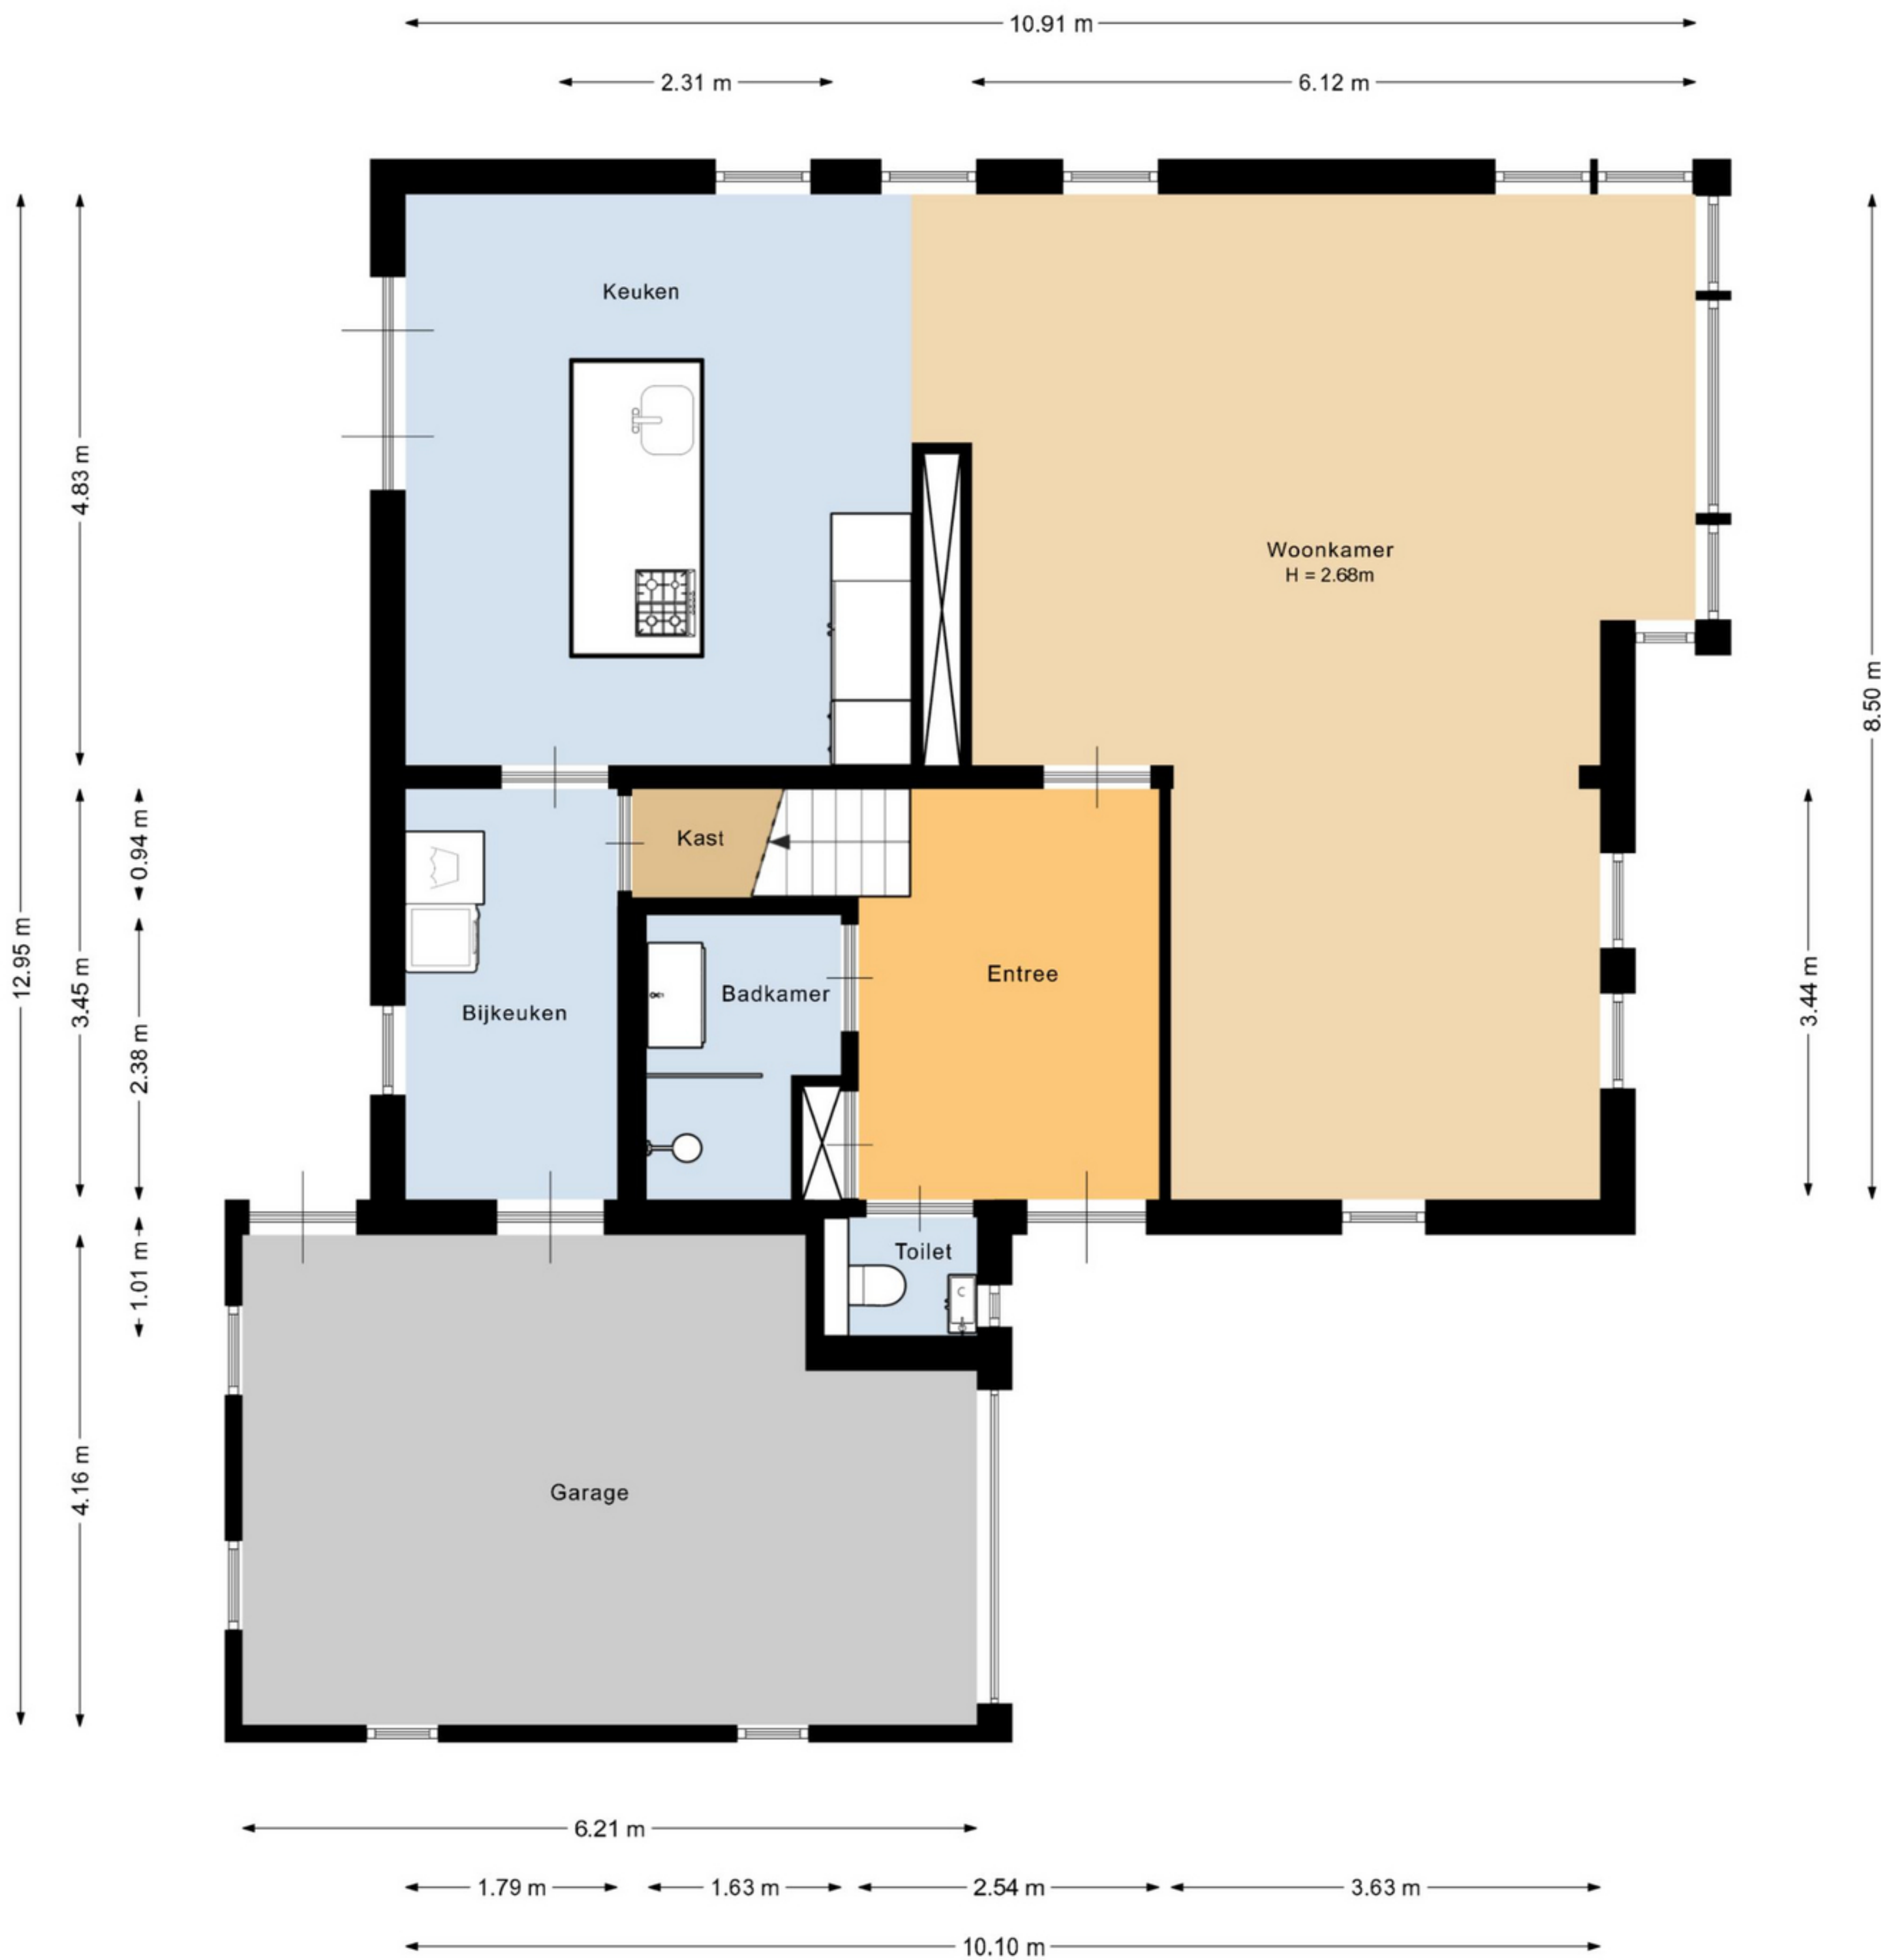 10.91 m
2.31 m
6.12 m
Keuken
4.83 m
Woonkamer
H = 2.68m
8.50 m
Kast
0.94 m
12.95 m
3.45 m
Entree
Badkamer
Bijkeuken
3.44 m
2.38 m
Toilet
1.01 m
4.16 m
Garage
6.21 m
1.79 m
1.63 m
2.54 m
3.63 m
10.10 m